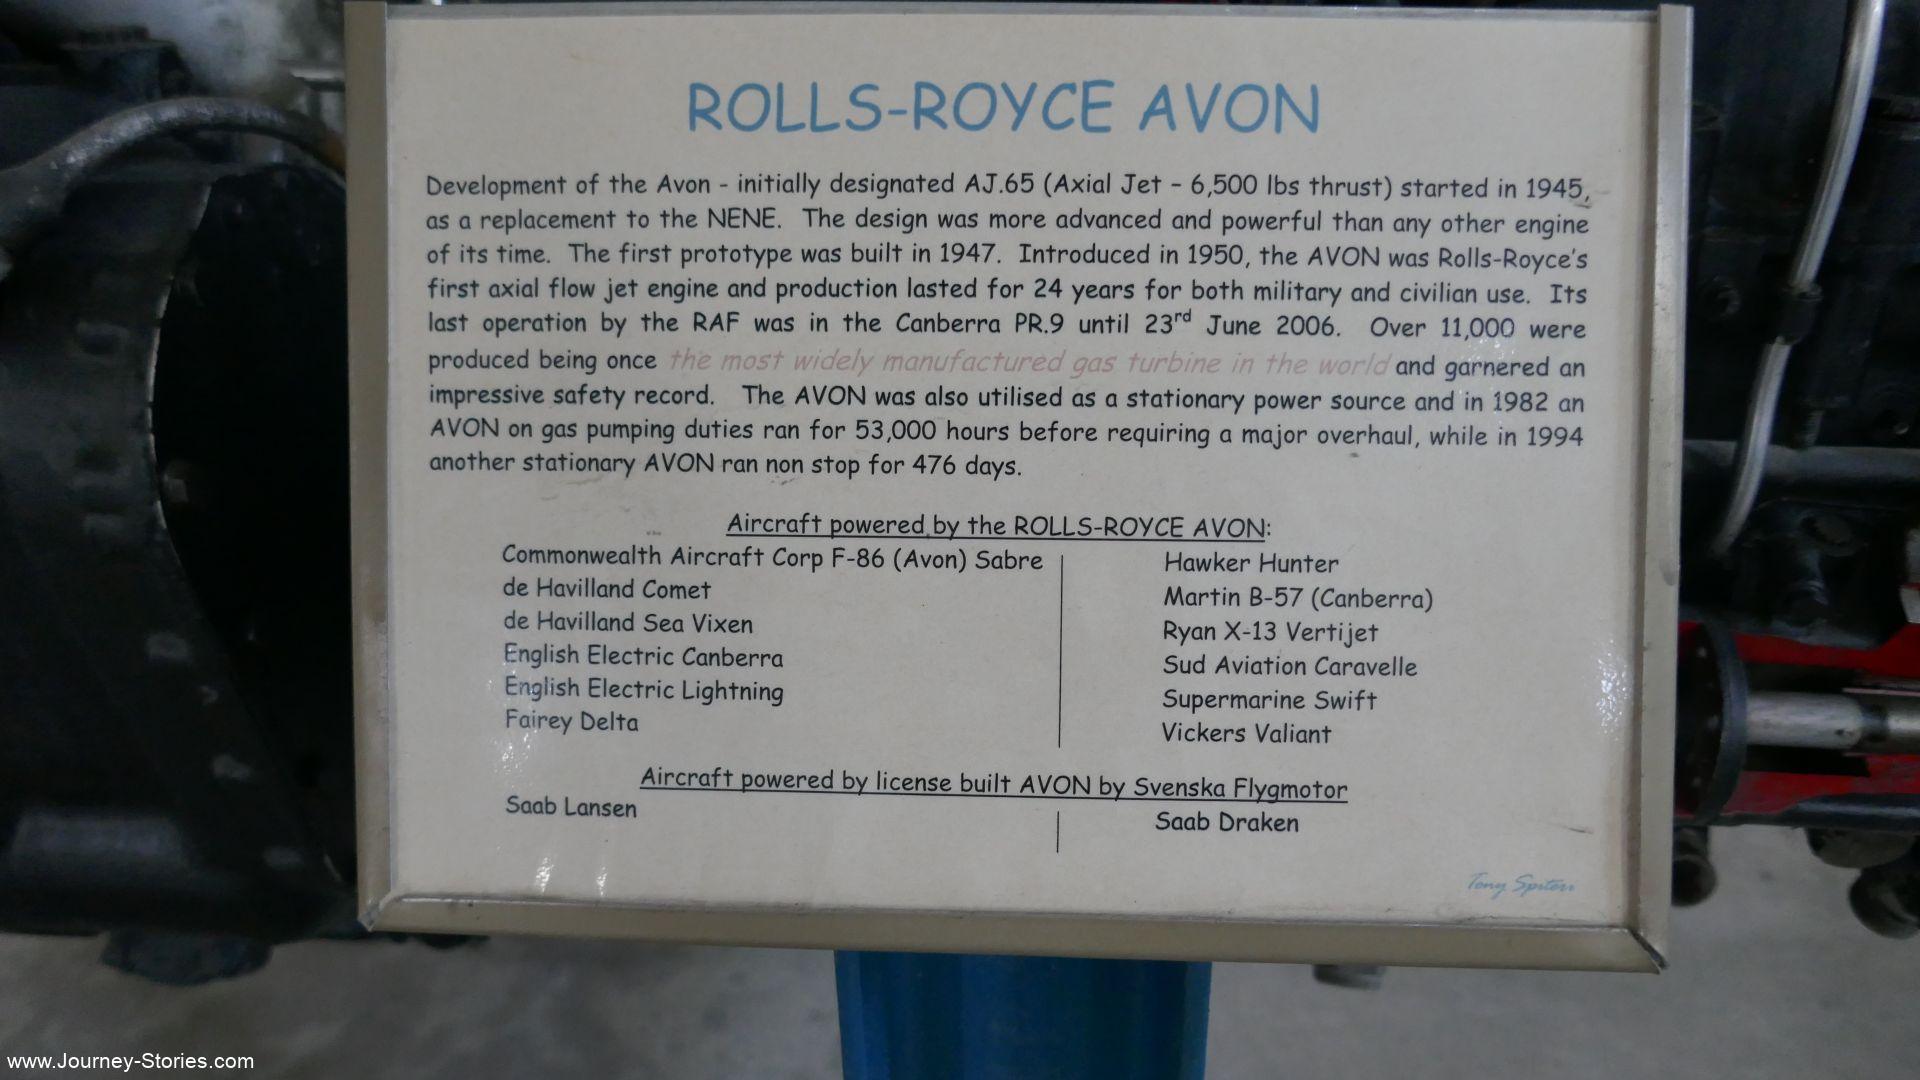 ROLLS-ROYCE AVON
Development of the Avon - initially designated AJ.65 (Axial Jet – 6,500 lbs thrust) started in 1945,
as a replacement to the NENE. The design was more advanced and powerful than any other engine
of its time. The first prototype was built in 1947. Introduced in 1950, the AVON was Rolls-Royce's
first axial flow jet engine and production lasted for 24 years for both military and civilian use. Its
last operation by the RAF was in the Canberra PR.9 until 23rd June 2006. Over 11,000 were
produced being once the most widely manufactured gas turbine in the world and garnered an
impressive safety record. The AVON was also utilised as a stationary power source and in 1982 an
AVON on gas pumping duties ran for 53,000 hours before requiring a major overhaul, while in 1994
another stationary AVON ran non stop for 476 days.
Aircraft powered by the ROLLS-ROYCE AVON:
Commonwealth Aircraft Corp F-86 (Avon) Sabre
de Havilland Comet
de Havilland Sea Vixen
English Electric Canberra
English Electric Lightning
Fairey Delta
Hawker Hunter
Martin B-57 (Canberra)
Ryan X-13 Vertijet
Sud Aviation Caravelle
Supermarine Swift
Vickers Valiant
Aircraft powered by license built AVON by Svenska Flygmotor
Saab Lansen
Saab Draken
Tony
www.Journey-Stories.com